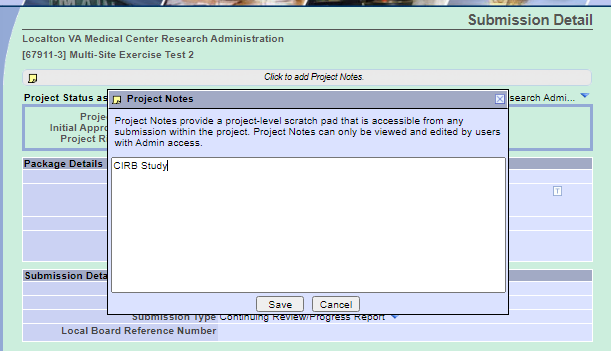 Submission Detail
Localton VA Medical Center Research Administration
[67911-3] Multi-Site Exercise Test 2
Click to add Project Notes.
Project Status as
search Admi...
Project Notes
Project Notes provide a project-level scratch pad that is accessible from any
submission within the project. Project Notes can only be viewed and edited by users
with Admin access.
Initial Appro
Project R
Package Details
CIRB Study
T
Submission Deta
Save
Cancel
Submission Type Continuing Review/Progress Report
Local Board Reference Number